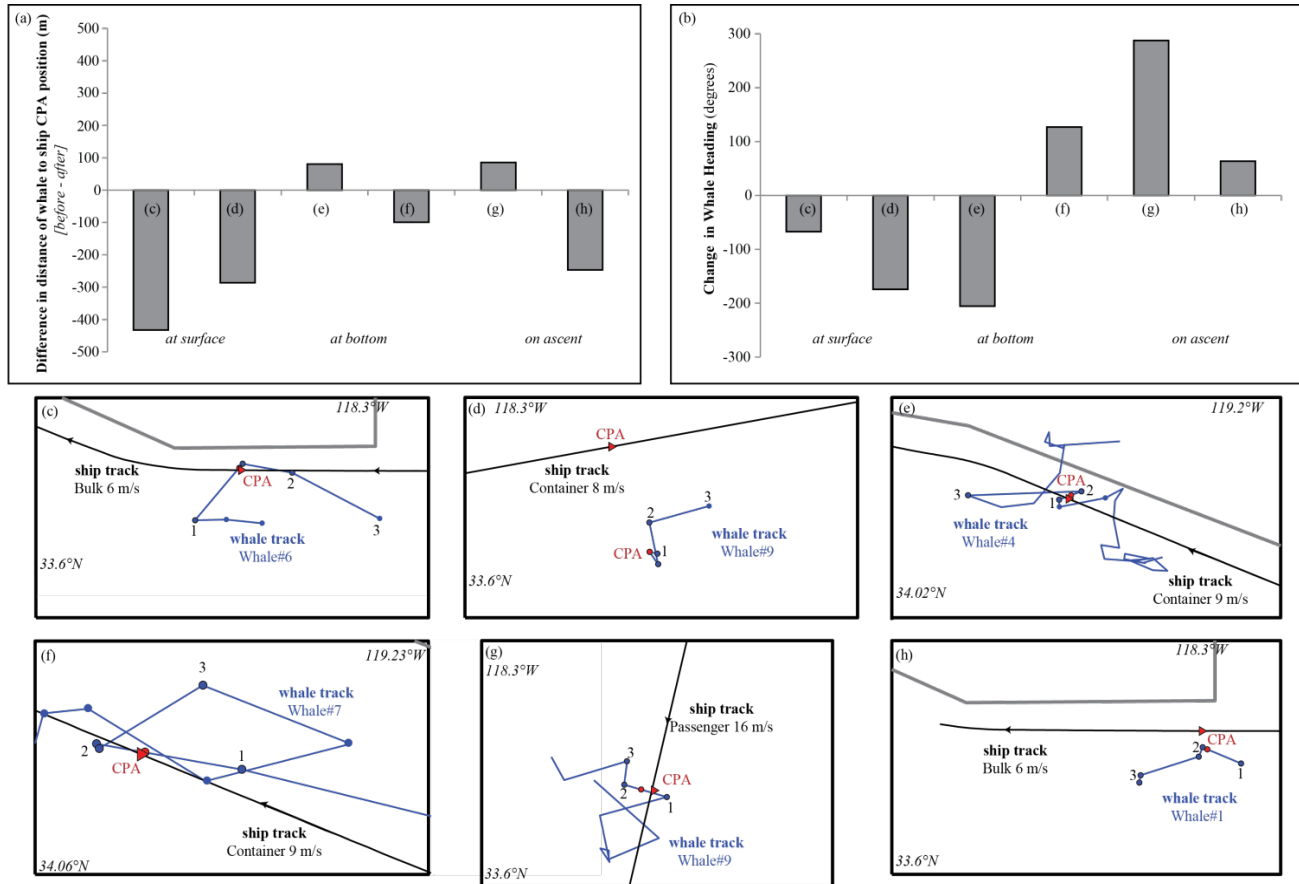 (a)
Difference in distance of whale to ship CPA position (m)
[before - after]
500
400
300
200
100
0
-100
-200
-300
-400
-500
(c)
(d)
(e)
(f)
(g)
(h)
at surface
at bottom
on ascent
(b)
Change in Whale Heading (degrees)
300
200
100
0
-100
-200
-300
(c)
(d)
(e)
(f)
(g)
(h)
at surface
at bottom
on ascent
(c)
118.3°W
ship track
Bulk 6 m/s
CPA
2
1
3
whale track
Whale#6
33.6°N
(d)
118.3°W
CPA
ship track
Container 8 m/s
3
2
CPA
1
whale track
Whale#9
33.6°N
(e)
119.2°W
CPA
2
3
1
whale track
Whale#4
ship track
Container 9 m/s
34.02°N
(f)
119.23°W
3
whale track
Whale#7
2
CPA
1
ship track
Container 9 m/s
34.06°N
(g)
118.3°W
ship track
Passenger 16 m/s
3
CPA
2
1
whale track
Whale#9
33.6°N
(h)
118.3°W
CPA
ship track
Bulk 6 m/s
2
1
3
whale track
Whale#1
33.6°N